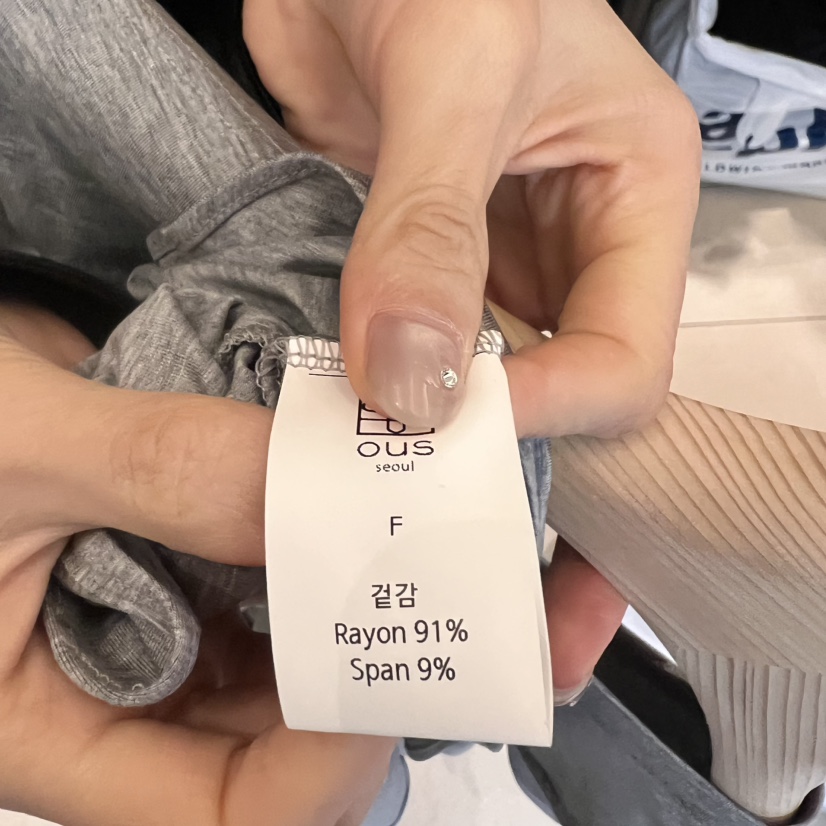 ous
seoul
F
겉감
Rayon 91%
Span 9%